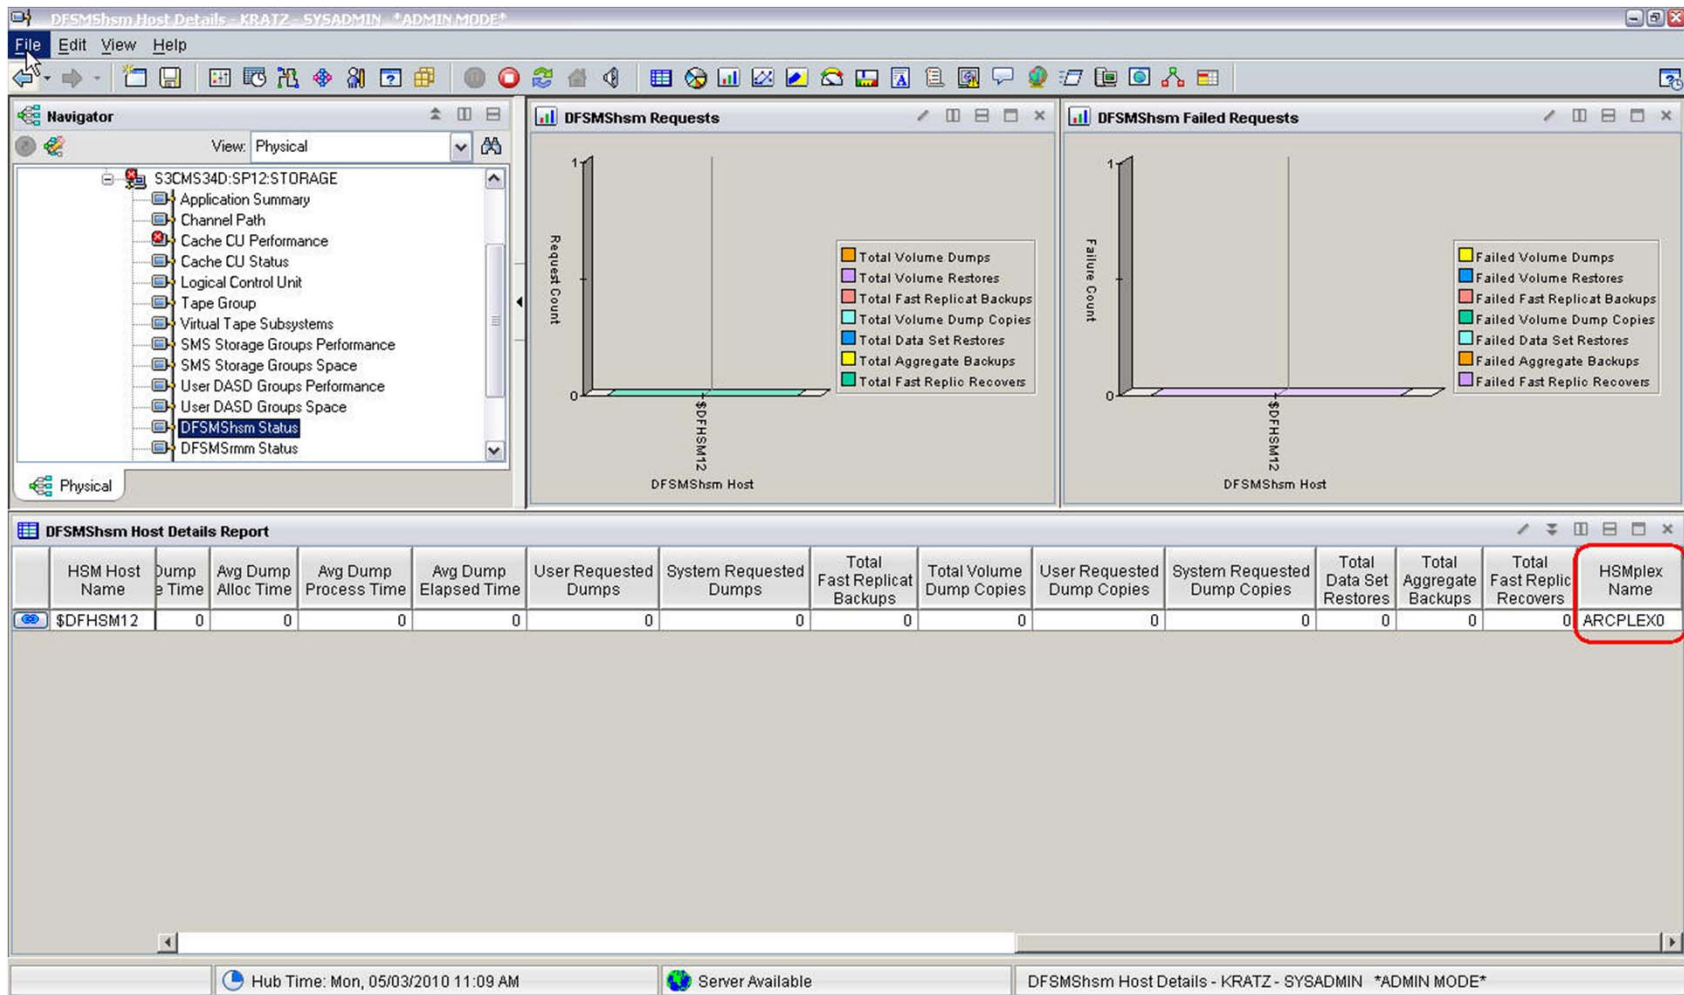 DFSMShsm Host Details - KRATZ - SYSADMIN *ADMIN MODE*
File Edit View Help
Navigator
View: Physical
S3CMS34D:SP12:STORAGE
Application Summary
Channel Path
Cache CU Performance
Cache CU Status
Logical Control Unit
Tape Group
Virtual Tape Subsystems
SMS Storage Groups Performance
SMS Storage Groups Space
User DASD Groups Performance
User DASD Groups Space
DFSMShsm Status
DFSMSrmm Status
Physical
DFSMShsm Requests
1
0
Request Count
$DFHSM12
DFSMShsm Host
Total Volume Dumps
Total Volume Restores
Total Fast Replicat Backups
Total Volume Dump Copies
Total Data Set Restores
Total Aggregate Backups
Total Fast Replic Recovers
DFSMShsm Failed Requests
1
0
Failure Count
$DFHSM12
DFSMShsm Host
Failed Volume Dumps
Failed Volume Restores
Failed Fast Replicat Backups
Failed Volume Dump Copies
Failed Data Set Restores
Failed Aggregate Backups
Failed Fast Replic Recovers
DFSMShsm Host Details Report
HSM Host Name
Dump e Time
Avg Dump Alloc Time
Avg Dump Process Time
Avg Dump Elapsed Time
User Requested Dumps
System Requested Dumps
Total Fast Replicat Backups
Total Volume Dump Copies
User Requested Dump Copies
System Requested Dump Copies
Total Data Set Restores
Total Aggregate Backups
Total Fast Replic Recovers
HSMplex Name
$DFHSM12 0 0 0 0 0 0 0 0 0 0 0 0 0 ARCPLEX0
Hub Time: Mon, 05/03/2010 11:09 AM
Server Available
DFSMShsm Host Details - KRATZ - SYSADMIN *ADMIN MODE*